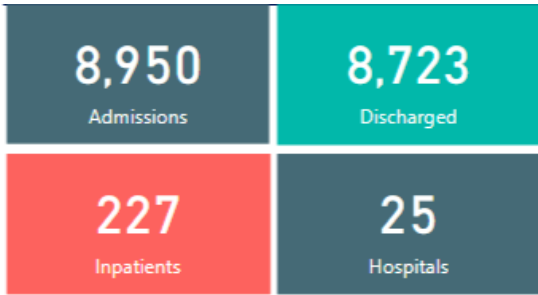 8,950
Admissions
8,723
Discharged
227
Inpatients
25
Hospitals